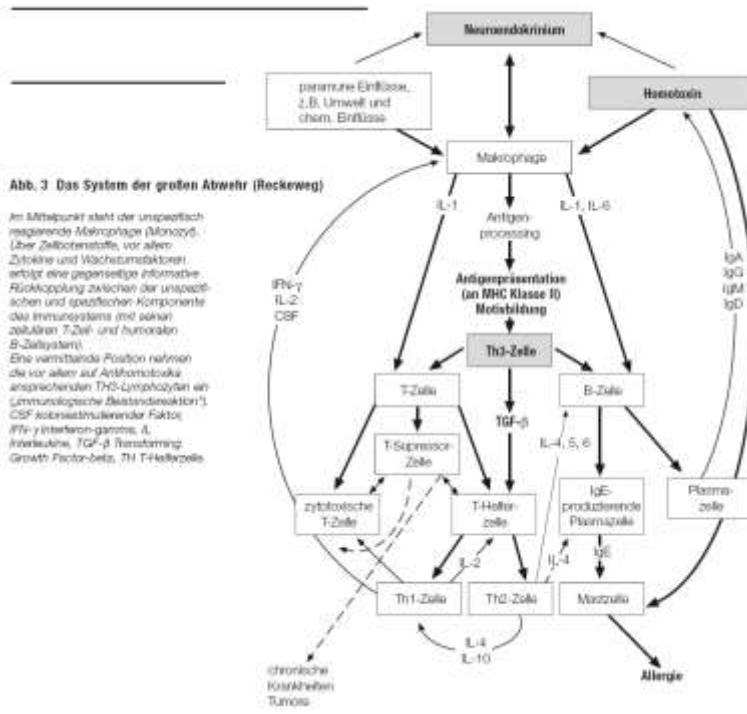 Neuroendokrinium
paramune Einflüsse,
z.B. Umwelt und
chem. Einflüsse
Homotoxin
Makrophage
Abb. 3 Das System der großen Abwehr (Reckeweg)
Im Mittelpunkt steht der unspezifisch
reagierende Makrophage (Monozyt).
Über Zellbotenstoffe, vor allem
Zytokine und Wachstumsfaktoren
erfolgt eine gegenseitige informative
Rückkopplung zwischen der unspezifi-
schen und spezifischen Komponente
des Immunsystems (mit seinen
zellulären T-Zell- und humoralen
B-Zellsystem).
Eine vermittelnde Position nehmen
die vor allem auf Antihomotoxika
ansprechenden TH3-Lymphozyten ein
(„immunologische Beistandsreaktion").
CSF koloniestimulierender Faktor,
IFN-γ Interferon-gamma, IL
Interleukine, TGF-β Transforming
Growth Factor-beta, TH T-Helferzelle
IL-1
Antigen-
processing
IL-1, IL-6
IgA
IgG
IgM
IgD
IFN-γ
IL-2
CSF
Antigenpräsentation
(an MHC Klasse II)
Motivbildung
Th3-Zelle
T-Zelle
B-Zelle
TGF-β
T-Supressor-
Zelle
IL-4, 5, 6
zytotoxische
T-Zelle
T-Helfer-
zelle
IgE-
produzierende
Plasmazelle
Plasma-
zelle
IL-2
IL-4
IgE
Th1-Zelle
Th2-Zelle
Mastzelle
IL-4
IL-10
chronische
Krankheiten
Tumore
Allergie